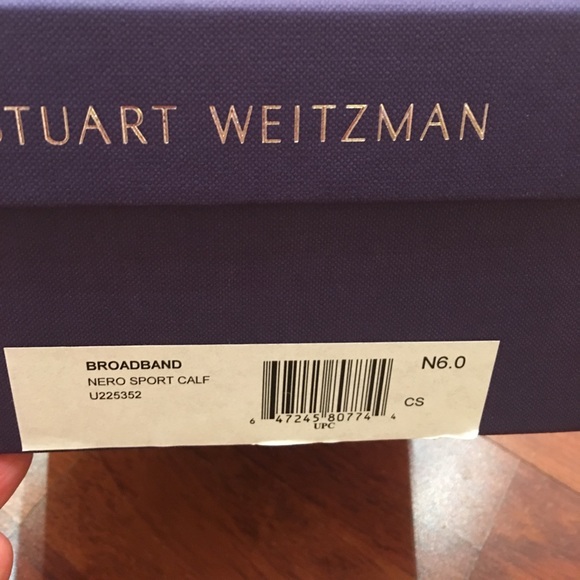 STUART WEITZMAN
BROADBAND
NERO SPORT CALF
U225352
N6.0
CS
6 47245 80774 4
UPC